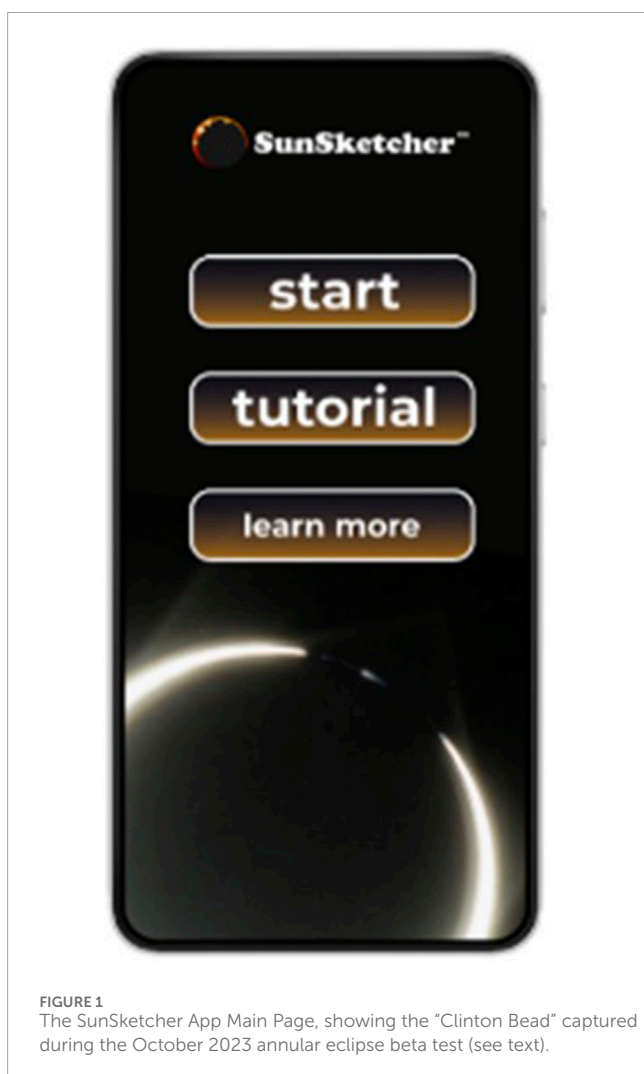 SunSketcher™
start
tutorial
learn more
FIGURE 1
The SunSketcher App Main Page, showing the “Clinton Bead” captured
during the October 2023 annular eclipse beta test (see text).